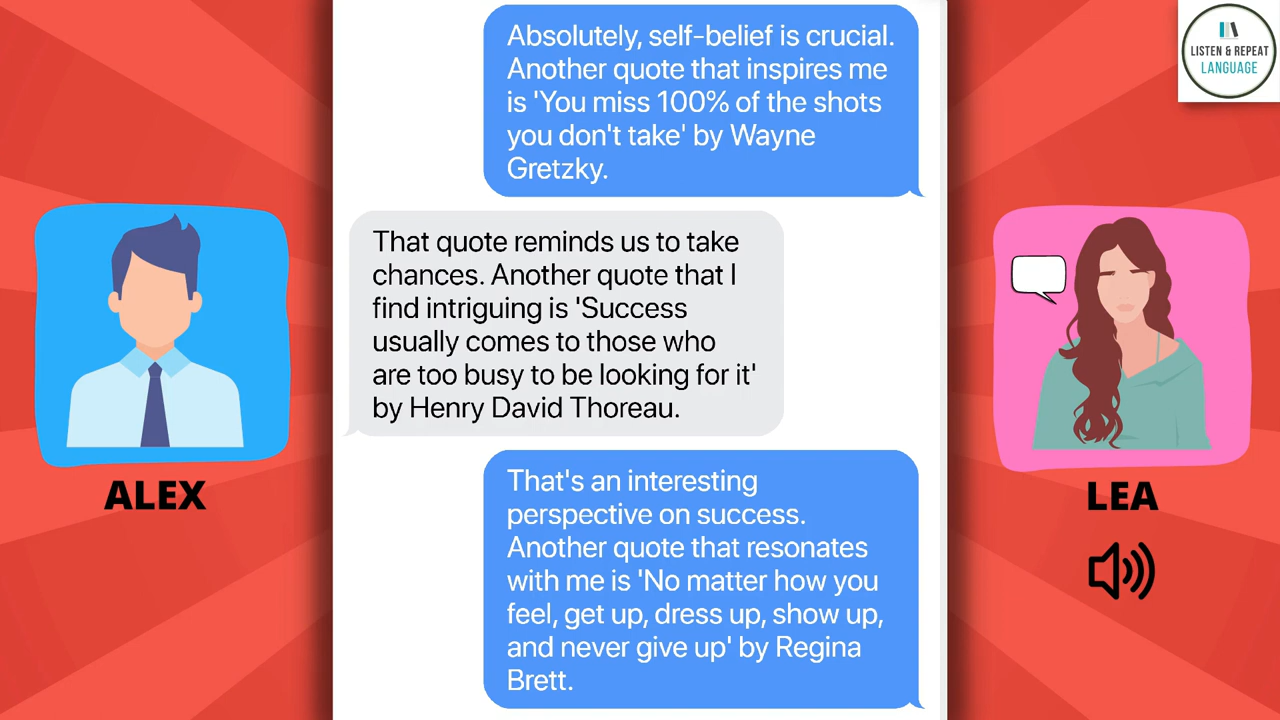 Absolutely, self-belief is crucial.
Another quote that inspires me
is 'You miss 100% of the shots
you don't take' by Wayne
Gretzky.
LISTEN & REPEAT
LANGUAGE
That quote reminds us to take
chances. Another quote that I
find intriguing is 'Success
usually comes to those who
are too busy to be looking for it'
by Henry David Thoreau.
ALEX
LEA
That's an interesting
perspective on success.
Another quote that resonates
with me is 'No matter how you
feel, get up, dress up, show up,
and never give up' by Regina
Brett.